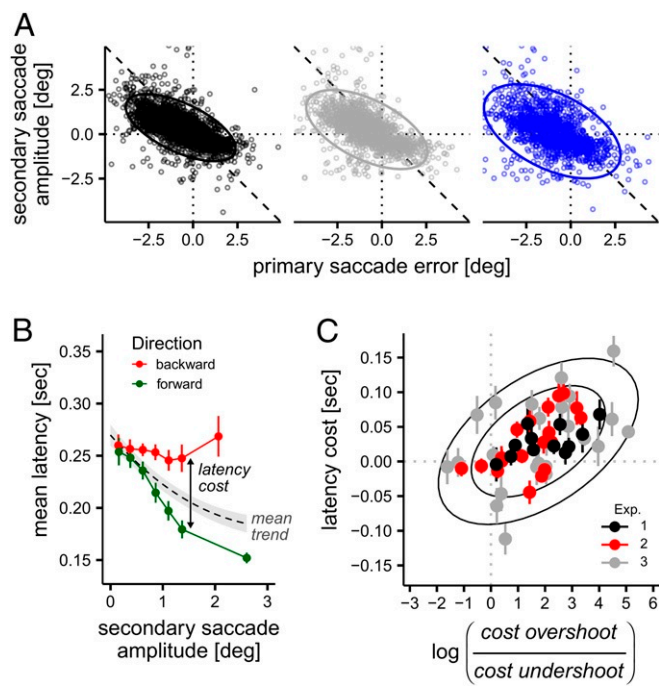 A
secondary saccade
amplitude [deg]
2.5
0.0
−2.5
−2.5 0.0 2.5 −2.5 0.0 2.5 −2.5 0.0 2.5
primary saccade error [deg]
B
mean latency [sec]
0.35
0.30
0.25
0.20
0.15
Direction
backward
forward
latency
cost
mean
trend
0 1 2 3
secondary saccade
amplitude [deg]
C
latency cost [sec]
0.15
0.10
0.05
0.00
−0.05
−0.10
−0.15
Exp.
1
2
3
−3 −2 −1 0 1 2 3 4 5 6
log ( cost overshoot
cost undershoot )